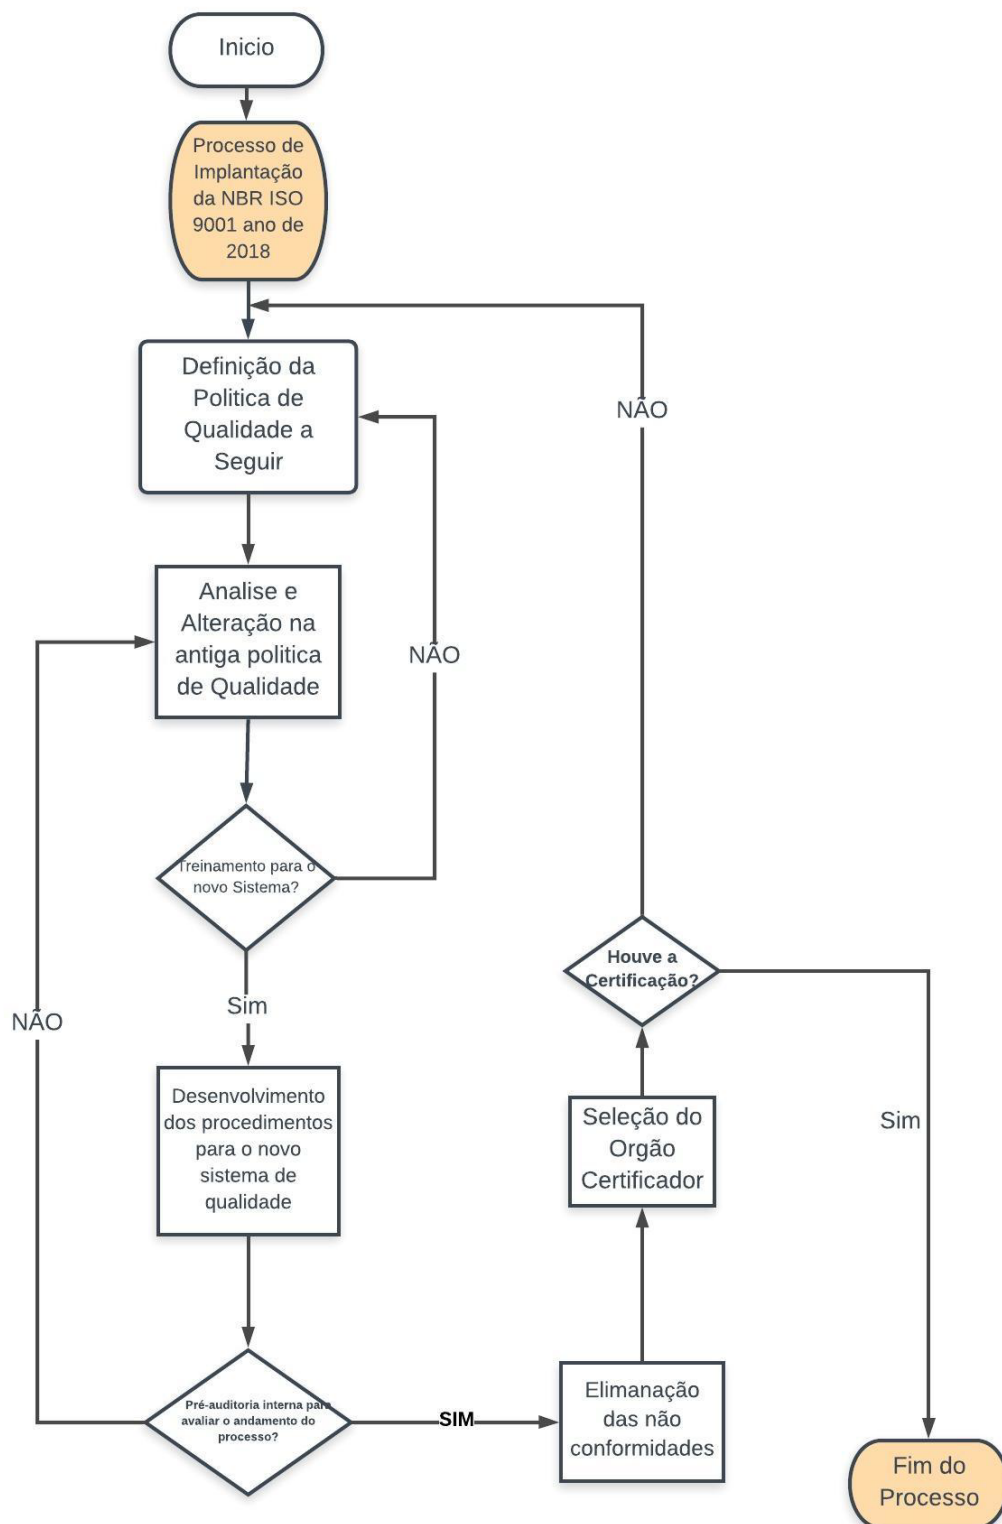 Inicio
Processo de
Implantação
da NBR ISO
9001 ano de
2018
Definição da
Politica de
Qualidade a
Seguir
NÃO
Analise e
Alteração na
antiga politica
de Qualidade
NÃO
Treinamento para o
novo Sistema?
Sim
NÃO
Desenvolvimento
dos procedimentos
para o novo
sistema de
qualidade
Pré-auditoria interna para
avaliar o andamento do
processo?
SIM
Elimanação
das não
conformidades
Seleção do
Orgão
Certificador
Houve a
Certificação?
Sim
Fim do
Processo